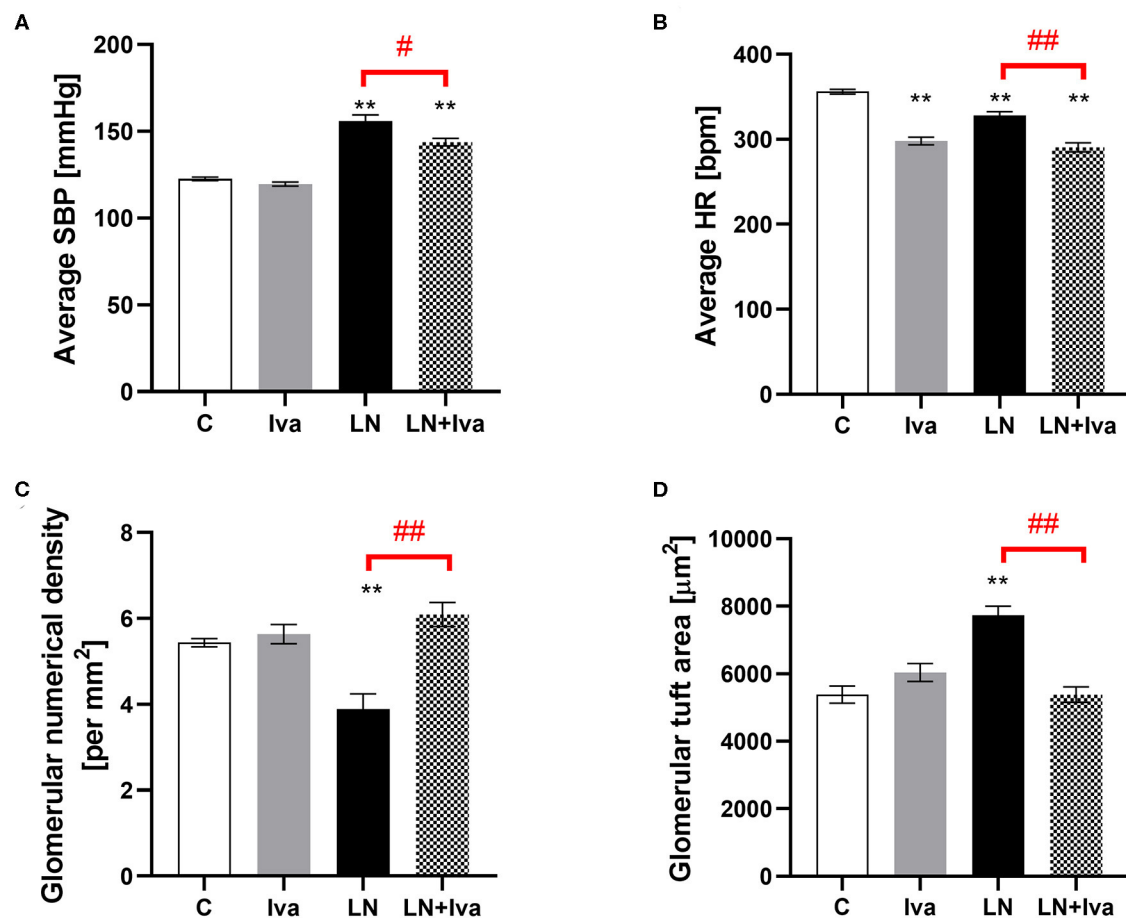 A
Average SBP [mmHg]
200
150
100
50
0
#
**
**
C
Iva
LN
LN+Iva
B
Average HR [bpm]
400
300
200
100
0
##
**
**
**
C
Iva
LN
LN+Iva
C
Glomerular numerical density
[per mm²]
8
6
4
2
0
##
**
C
Iva
LN
LN+Iva
D
Glomerular tuft area [μm²]
10000
8000
6000
4000
2000
0
##
**
C
Iva
LN
LN+Iva